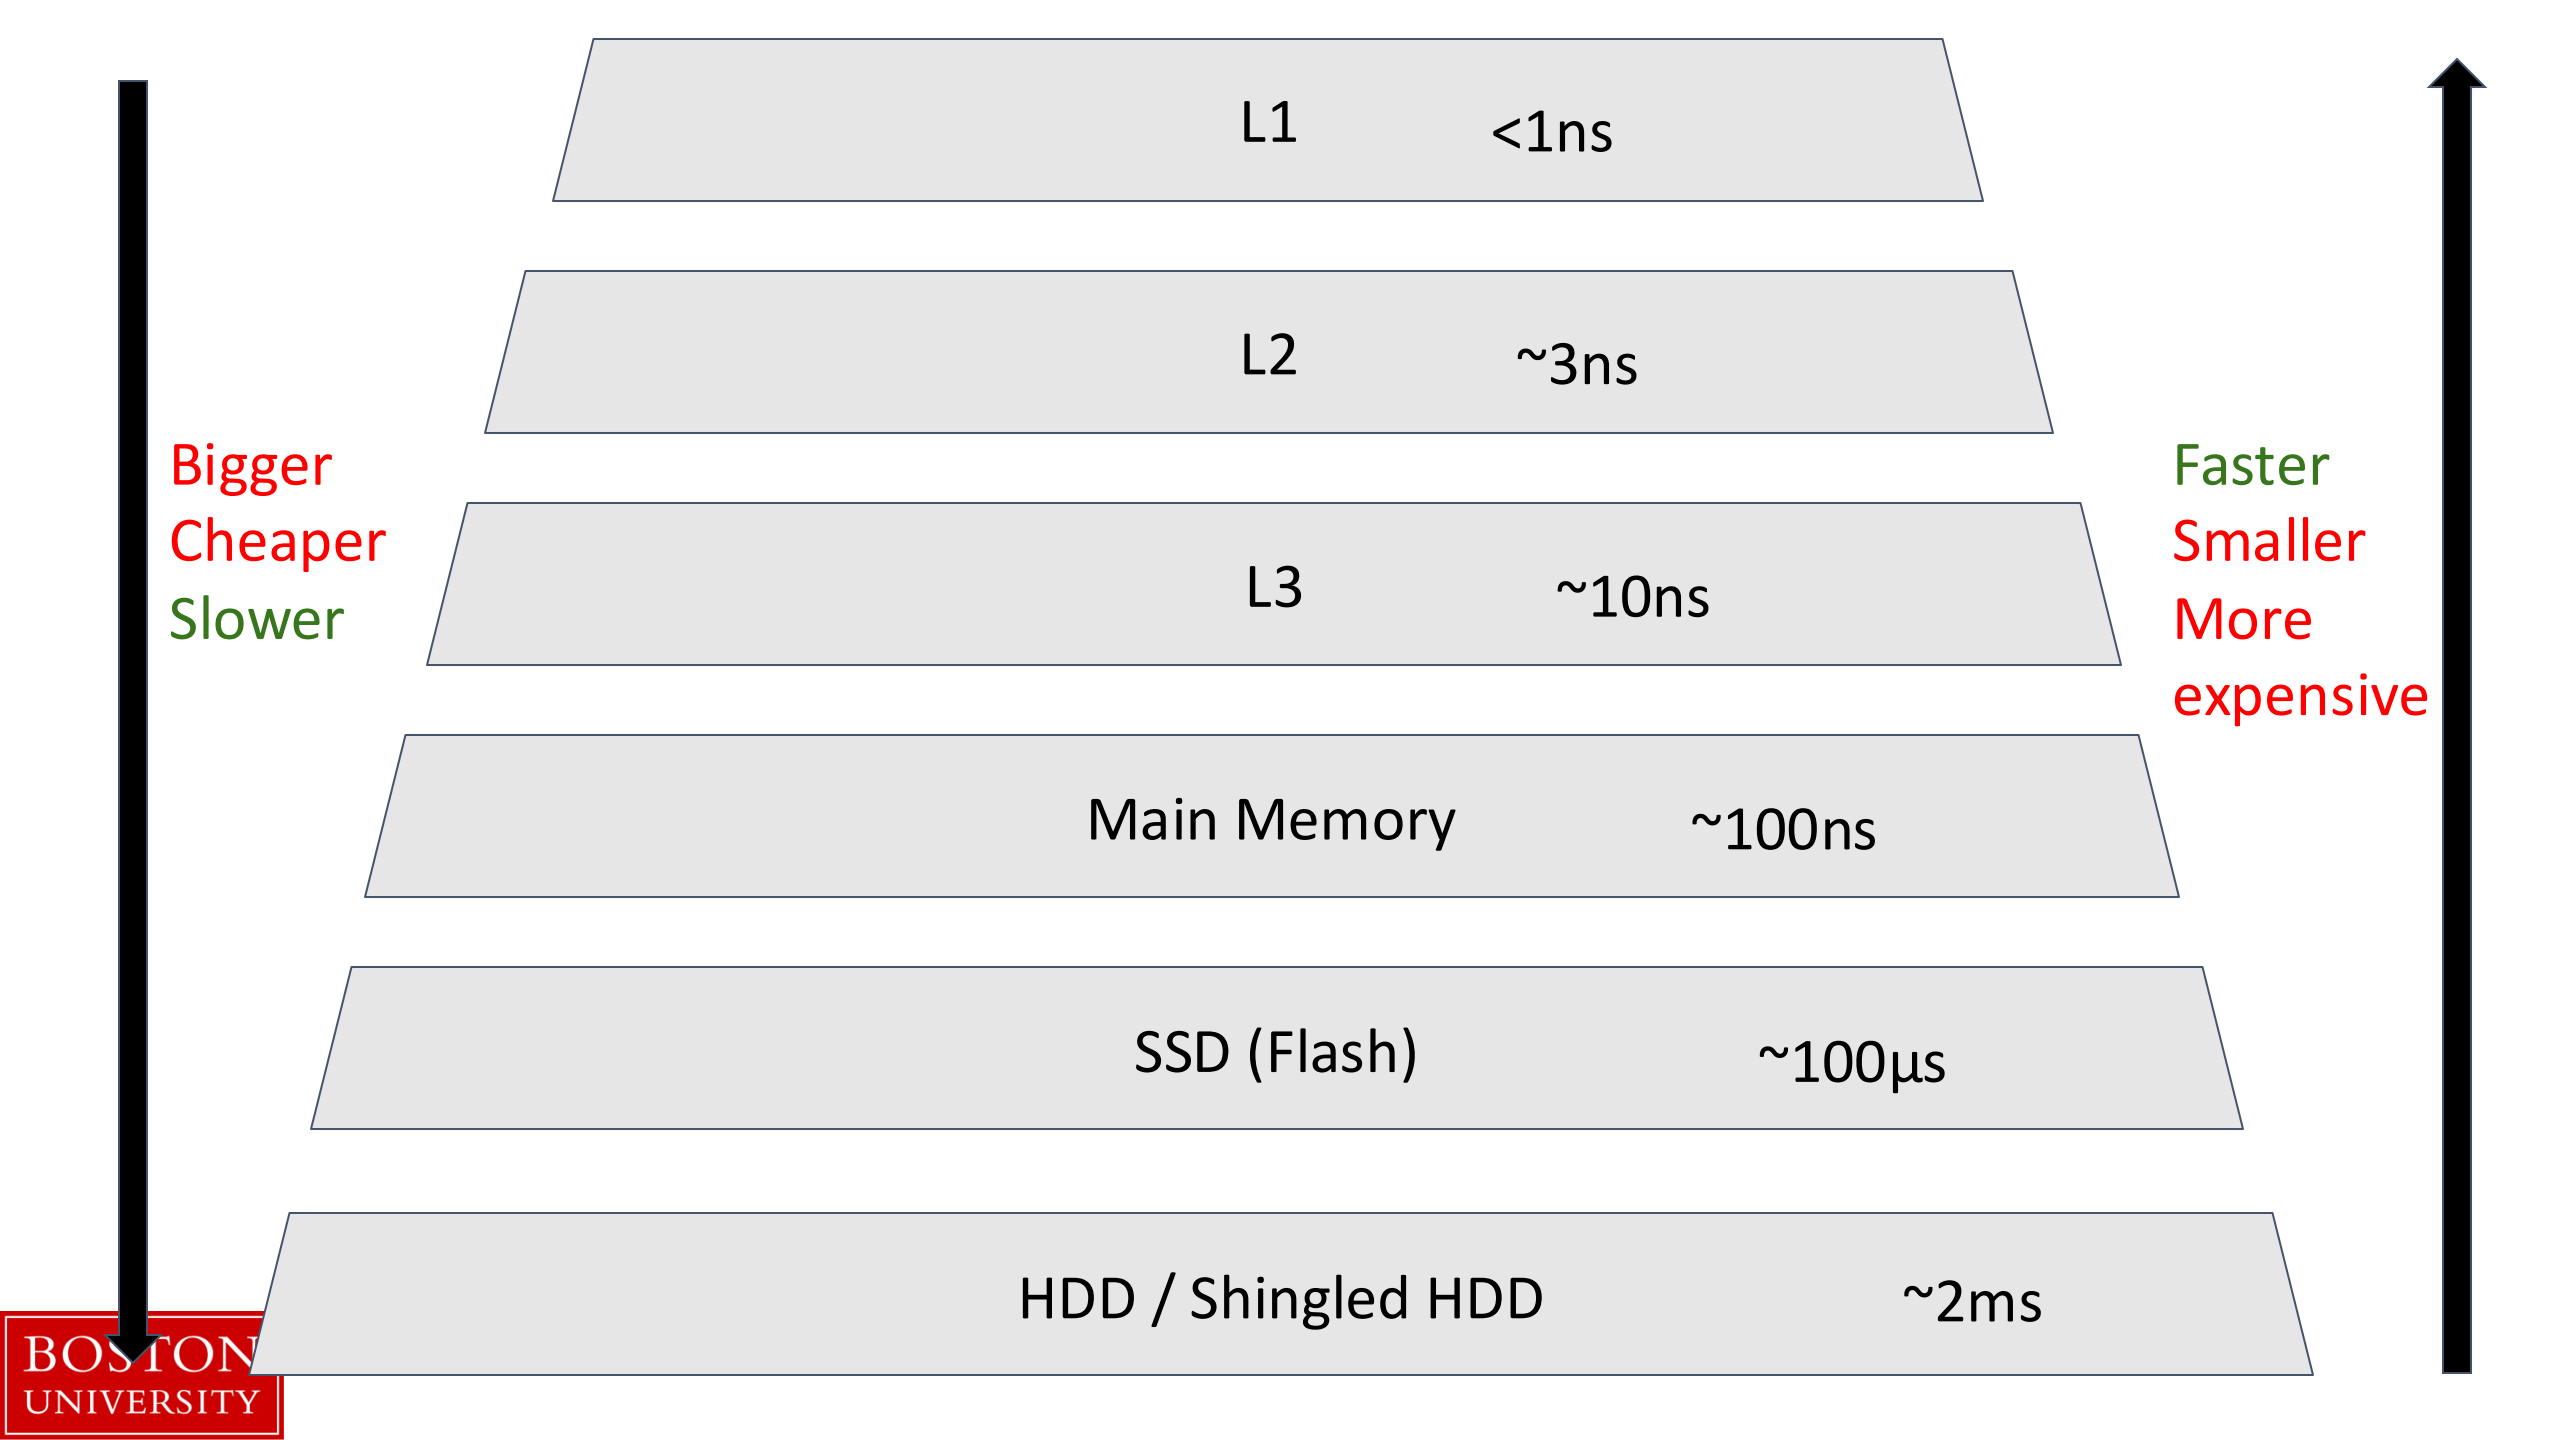 L1 <1ns
L2 ~3ns
Bigger
Cheaper
Slower
Faster
Smaller
More
expensive
L3 ~10ns
Main Memory ~100ns
SSD (Flash) ~100μs
HDD / Shingled HDD ~2ms
BOSTON
UNIVERSITY